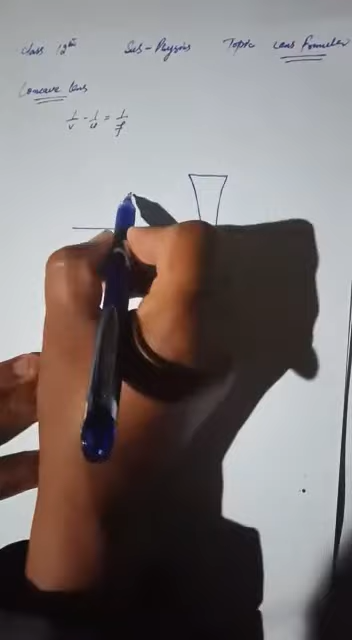 Class 12th Sub-Physics Topic Lens Formula
Concave lens
1/v - 1/u = 1/f